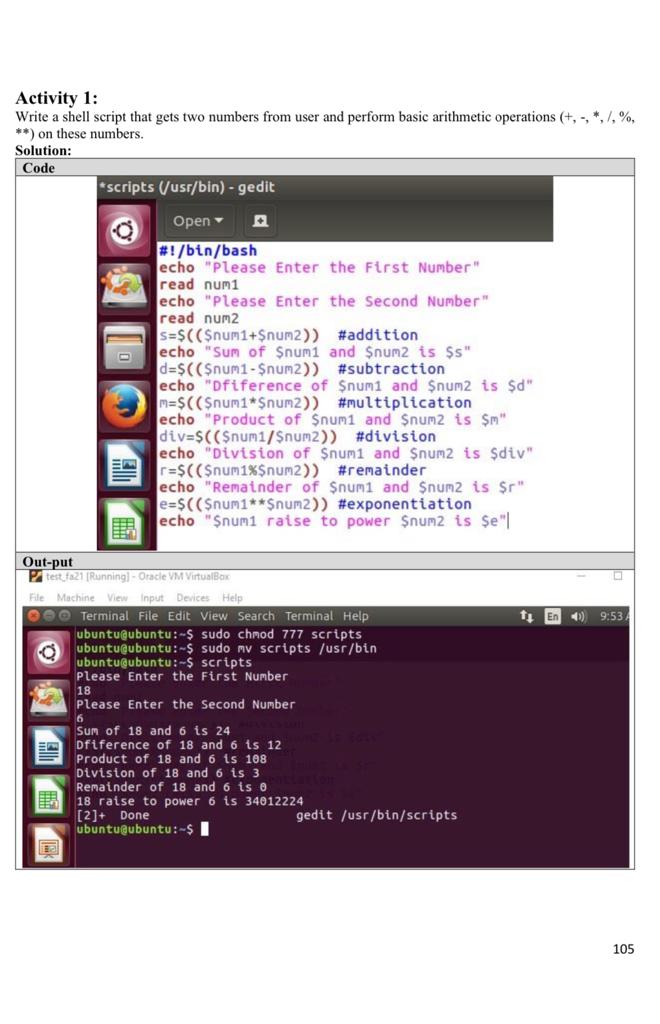 Activity 1:
Write a shell script that gets two numbers from user and perform basic arithmetic operations (+, -, *, /, %,
**) on these numbers.
Solution:
Code
*scripts (/usr/bin) - gedit
Open
#!/bin/bash
echo "Please Enter the First Number"
read num1
echo "Please Enter the Second Number"
read num2
s=$(($num1+$num2))  #addition
echo "Sum of $num1 and $num2 is $s"
d=$(($num1-$num2))  #subtraction
echo "Dfiference of $num1 and $num2 is $d"
m=$(($num1*$num2))  #multiplication
echo "Product of $num1 and $num2 is $m"
div=$(($num1/$num2))  #division
echo "Division of $num1 and $num2 is $div"
r=$(($num1%$num2))  #remainder
echo "Remainder of $num1 and $num2 is $r"
e=$(($num1**$num2)) #exponentiation
echo "$num1 raise to power $num2 is $e"
Out-put
test_fa21 [Running] - Oracle VM VirtualBox
File Machine View Input Devices Help
Terminal File Edit View Search Terminal Help En 9:53
ubuntu@ubuntu:~$ sudo chmod 777 scripts
ubuntu@ubuntu:~$ sudo mv scripts /usr/bin
ubuntu@ubuntu:~$ scripts
Please Enter the First Number
18
Please Enter the Second Number
6
Sum of 18 and 6 is 24
Dfiference of 18 and 6 is 12
Product of 18 and 6 is 108
Division of 18 and 6 is 3
Remainder of 18 and 6 is 0
18 raise to power 6 is 34012224
[2]+  Done                    gedit /usr/bin/scripts
ubuntu@ubuntu:~$
105